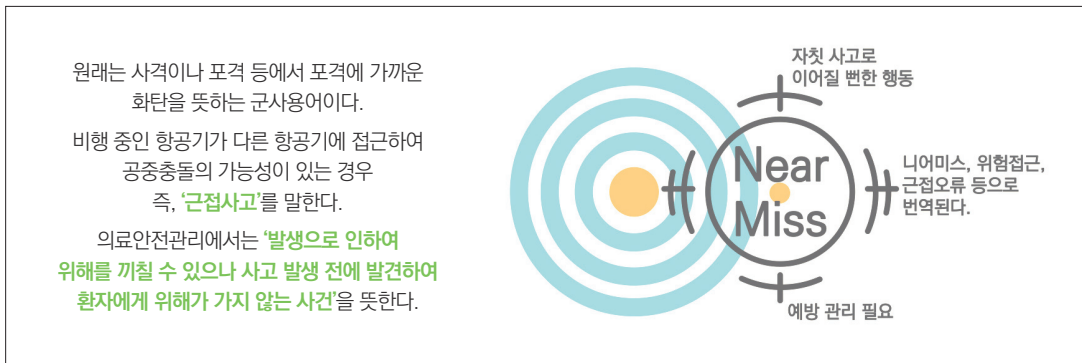 원래는 사격이나 포격 등에서 포격에 가까운
화탄을 뜻하는 군사용어이다.
비행 중인 항공기가 다른 항공기에 접근하여
공중충돌의 가능성이 있는 경우
즉, ‘근접사고’를 말한다.
의료안전관리에서는 ‘발생으로 인하여
위해를 끼칠 수 있으나 사고 발생 전에 발견하여
환자에게 위해가 가지 않는 사건’을 뜻한다.
자칫 사고로
이어질 뻔한 행동
Near
Miss
니어미스, 위험접근,
근접오류 등으로
번역된다.
예방 관리 필요